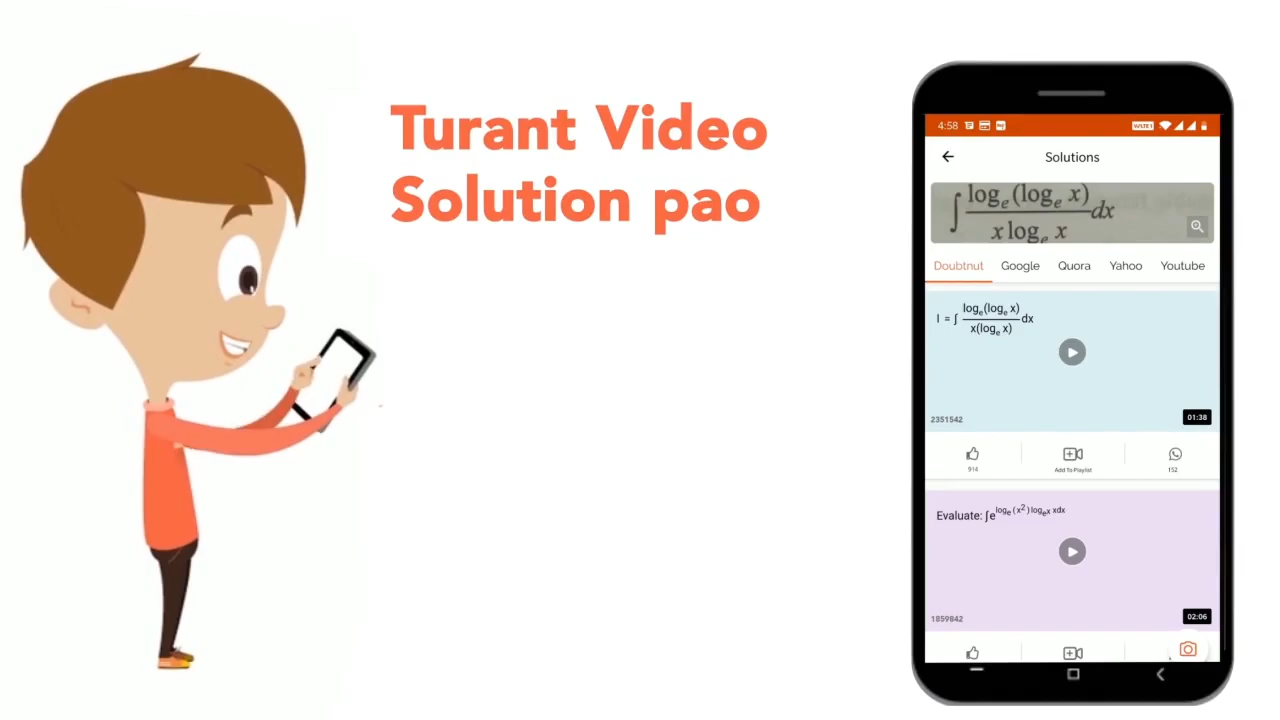 Turant Video
Solution pao
4:58
Solutions
∫ logₑ(logₑ x) / x logₑ x dx
Doubtnut Google Quora Yahoo Youtube
I = ∫ logₑ(logₑ x) / x(logₑ x) dx
2351542 01:38
914 Add To Playlist 152
Evaluate: ∫e^logₑ(x²)logₑx xdx
1859842 02:06